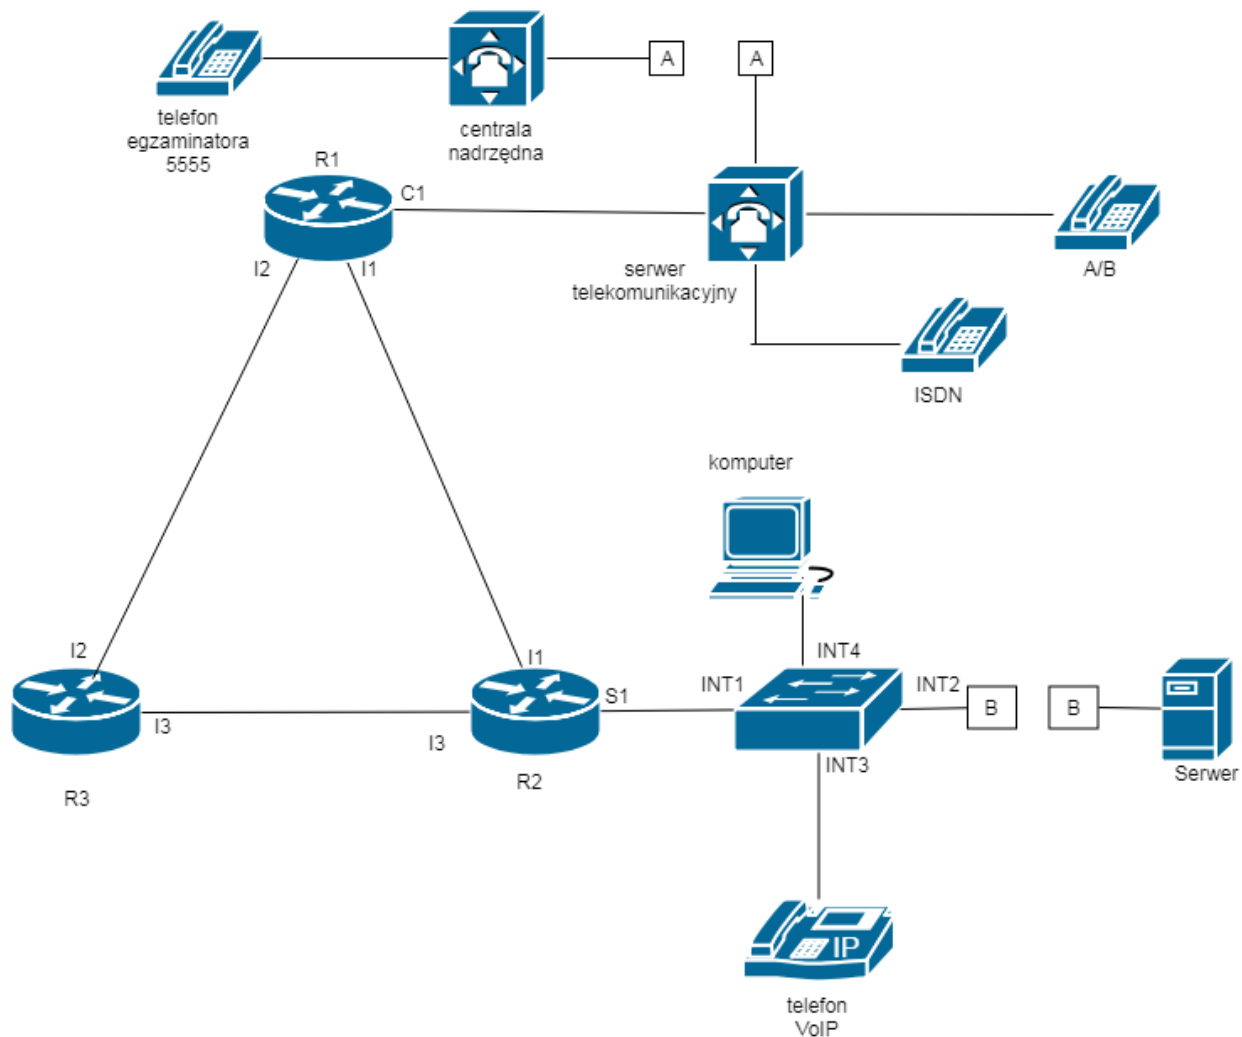 A
A
telefon
egzaminatora
5555
centrala
nadrzędna
R1
C1
I2
I1
serwer
telekomunikacyjny
A/B
ISDN
komputer
I2
I1
INT4
INT1
INT2
S1
B
B
I3
I3
INT3
R2
R3
Serwer
IP
telefon
VoIP